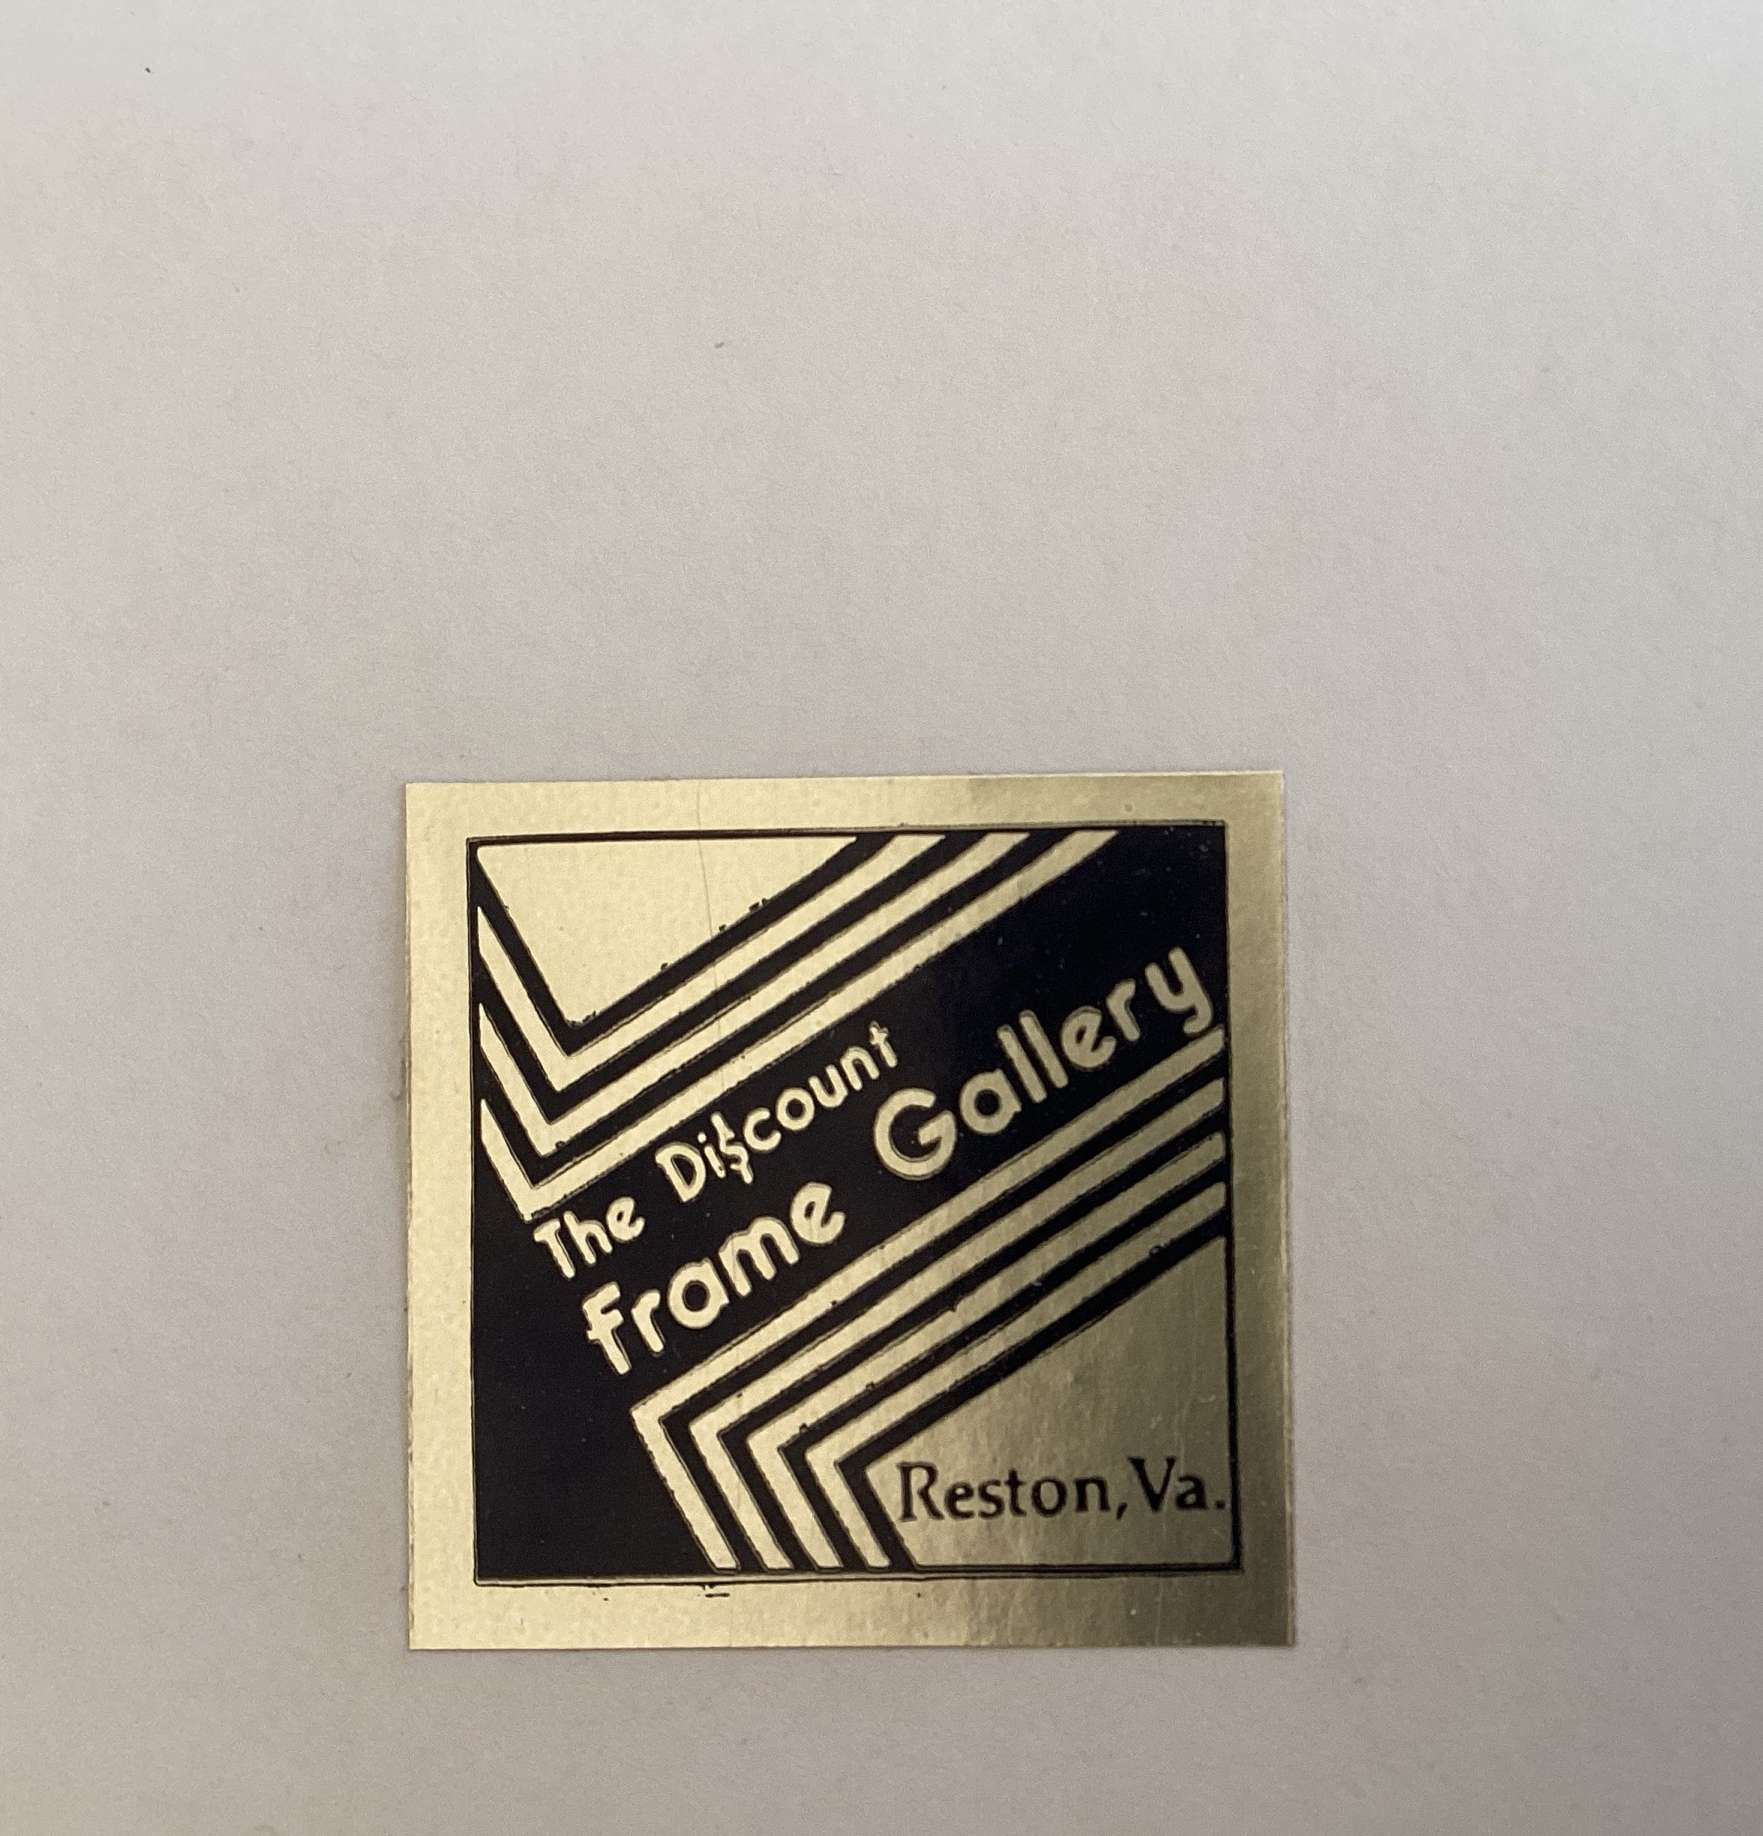 The Di$count
Frame Gallery
Reston, Va.